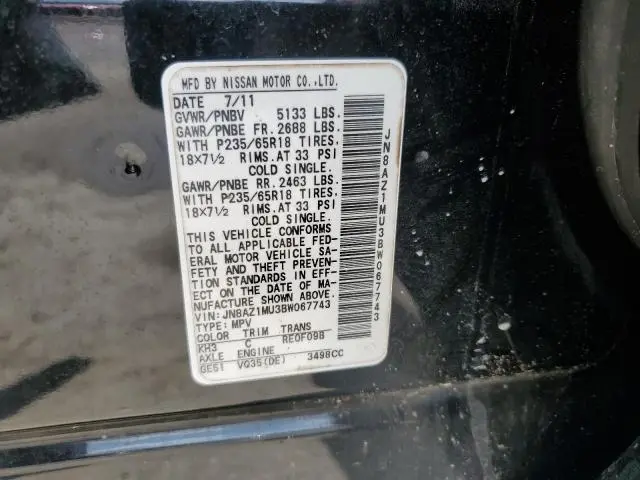 MFD BY NISSAN MOTOR CO.,LTD.
DATE 7/11
GVWR/PNBV 5133 LBS.
GAWR/PNBE FR. 2688 LBS.
WITH P235/65R18 TIRES.
18X7½ RIMS.AT 33 PSI
COLD SINGLE.
GAWR/PNBE RR. 2463 LBS.
WITH P235/65R18 TIRES.
18X7½ RIMS.AT 33 PSI
COLD SINGLE.
THIS VEHICLE CONFORMS
TO ALL APPLICABLE FED-
ERAL MOTOR VEHICLE SA-
FETY AND THEFT PREVEN-
TION STANDARDS IN EFF-
ECT ON THE DATE OF MA-
NUFACTURE SHOWN ABOVE.
VIN: JN8AZ1MU3BW067743
TYPE: MPV
COLOR TRIM TRANS
KH3 C RE0F09B
AXLE ENGINE
GE51 VQ35(DE) 3498CC
JN8AZ1MU3BW067743